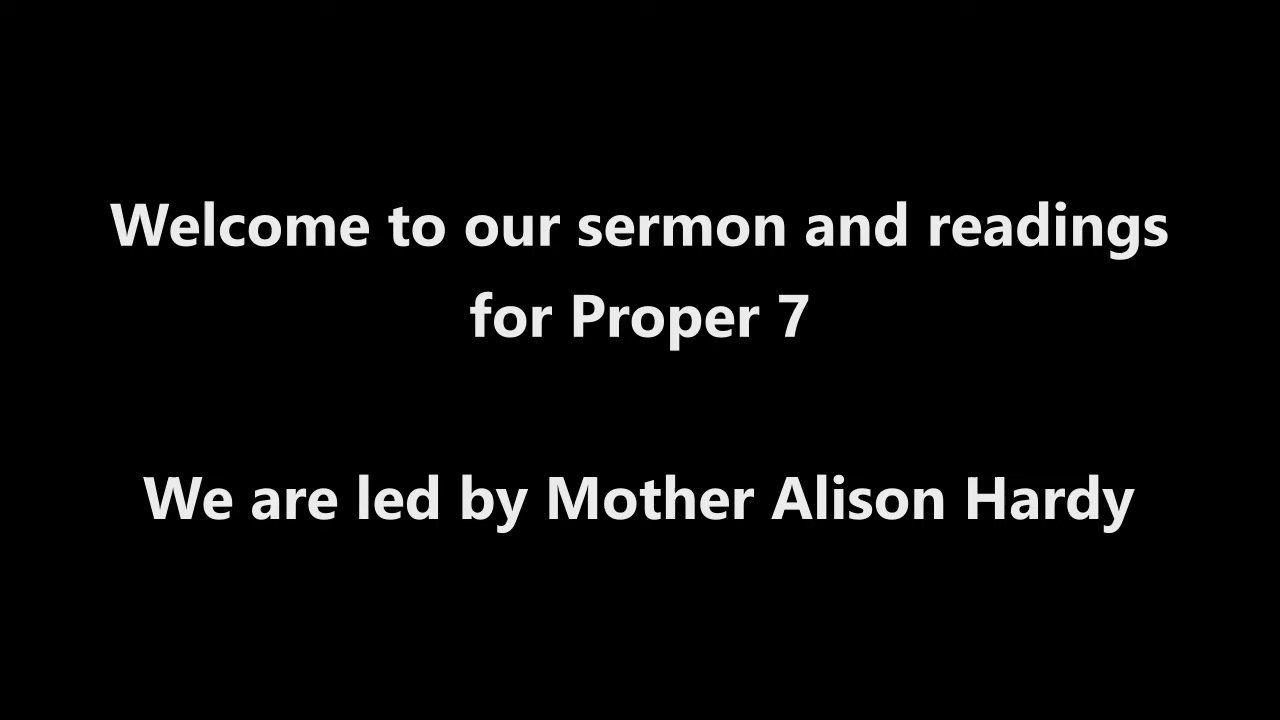 Welcome to our sermon and readings
for Proper 7
We are led by Mother Alison Hardy